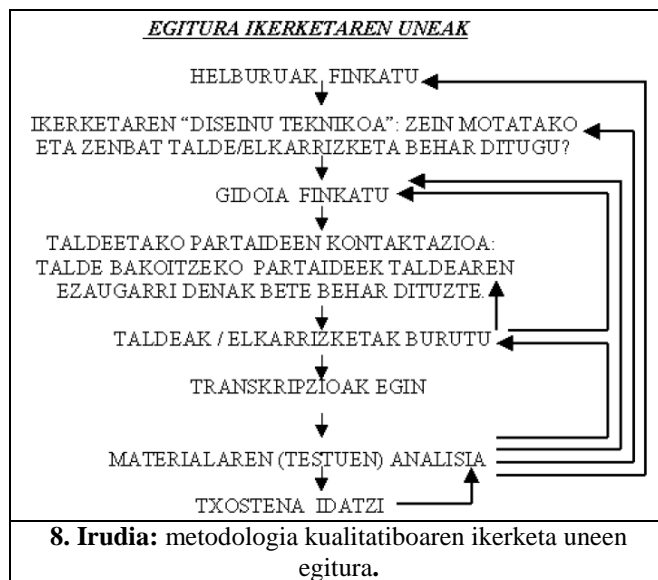 EGITURA IKERKETAREN UNEAK
HELBURUAK FINKATU
IKERKETAREN “DISEINU TEKNIKOA”: ZEIN MOTATAKO
ETA ZENBAT TALDE/ELKARRIZKETA BEHAR DITUGU?
GIDOIA FINKATU
TALDEETAKO PARTAIDEEN KONTAKTAZIOA:
TALDE BAKOITZEKO PARTAIDEEK TALDEAREN
EZAUGARRI DENAK BETE BEHAR DITUZTE.
TALDEAK / ELKARRIZKETAK BURUTU
TRANSKRIPZIOAK EGIN
MATERIALAREN (TESTUEN) ANALISIA
TXOSTENA IDATZI
8. Irudia: metodologia kualitatiboaren ikerketa uneen
egitura.